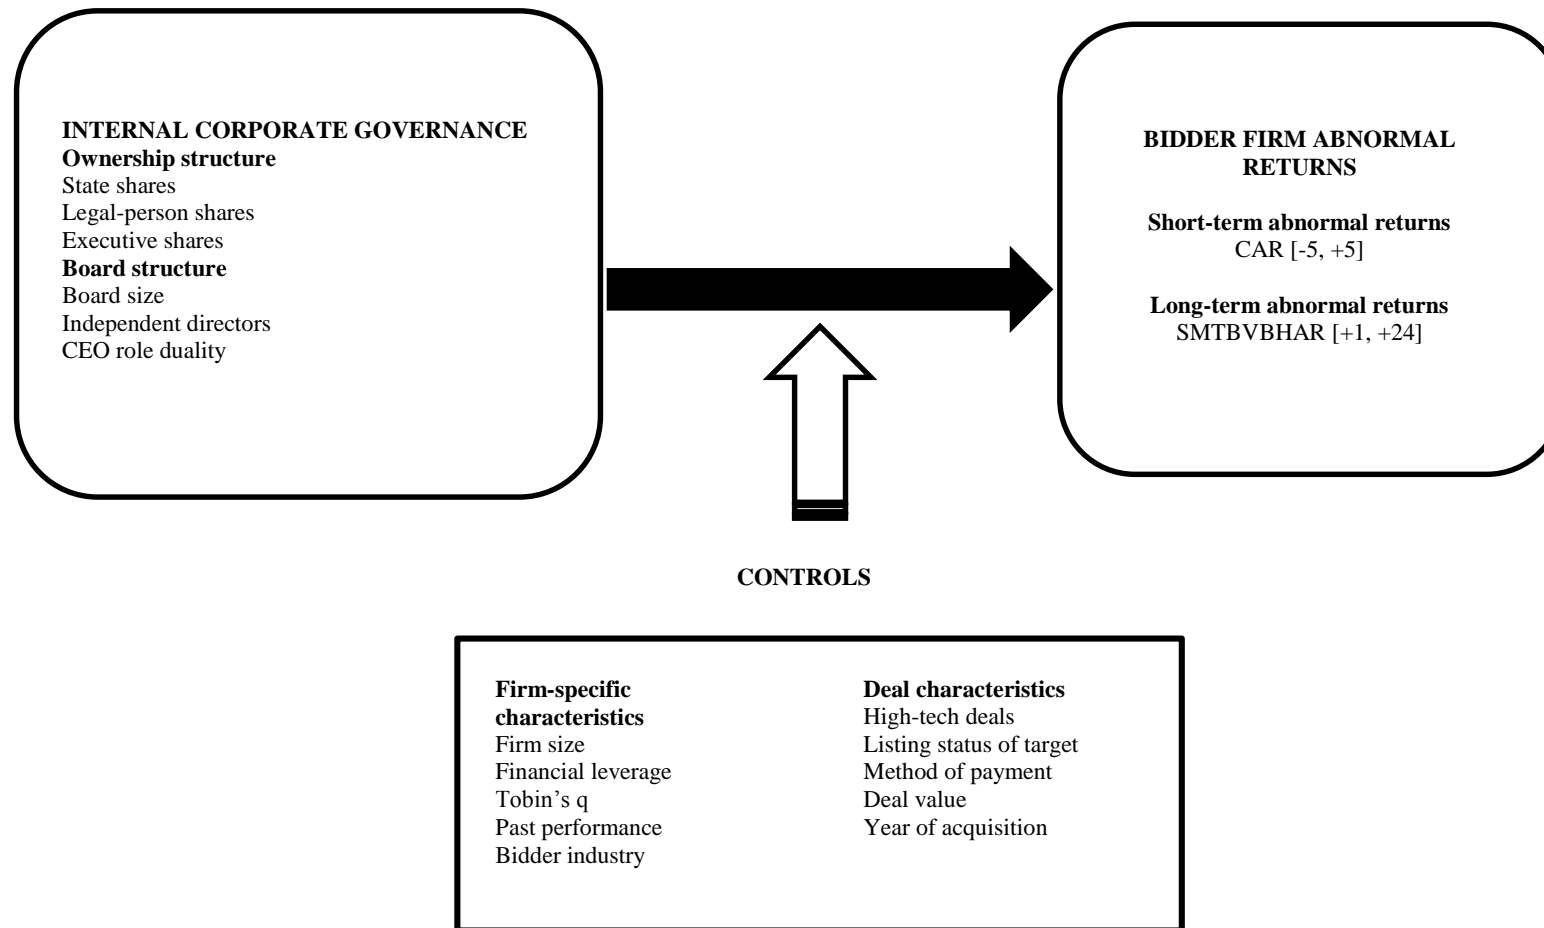 INTERNAL CORPORATE GOVERNANCE
Ownership structure
State shares
Legal-person shares
Executive shares
Board structure
Board size
Independent directors
CEO role duality
BIDDER FIRM ABNORMAL
RETURNS
Short-term abnormal returns
CAR [-5, +5]
Long-term abnormal returns
SMTBVBHAR [+1, +24]
CONTROLS
Firm-specific
characteristics
Firm size
Financial leverage
Tobin’s q
Past performance
Bidder industry
Deal characteristics
High-tech deals
Listing status of target
Method of payment
Deal value
Year of acquisition